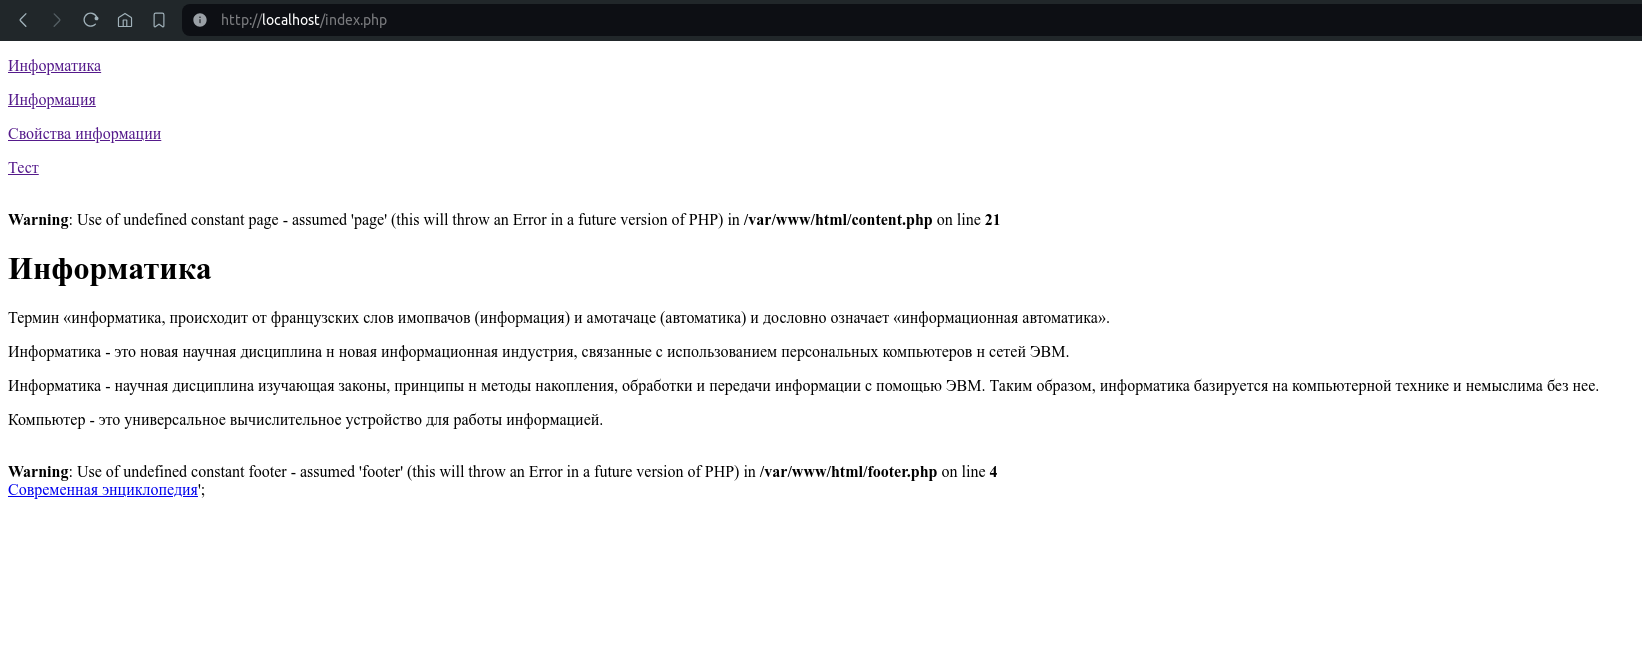 http://localhost/index.php
Информатика
Информация
Свойства информации
Тест
Warning: Use of undefined constant page - assumed 'page' (this will throw an Error in a future version of PHP) in /var/www/html/content.php on line 21
Информатика
Термин «информатика, происходит от французских слов имопвачов (информация) и амотачаце (автоматика) и дословно означает «информационная автоматика».
Информатика - это новая научная дисциплина н новая информационная индустрия, связанные с использованием персональных компьютеров н сетей ЭВМ.
Информатика - научная дисциплина изучающая законы, принципы н методы накопления, обработки и передачи информации с помощью ЭВМ. Таким образом, информатика базируется на компьютерной технике и немыслима без нее.
Компьютер - это универсальное вычислительное устройство для работы информацией.
Warning: Use of undefined constant footer - assumed 'footer' (this will throw an Error in a future version of PHP) in /var/www/html/footer.php on line 4
Современная энциклопедия';